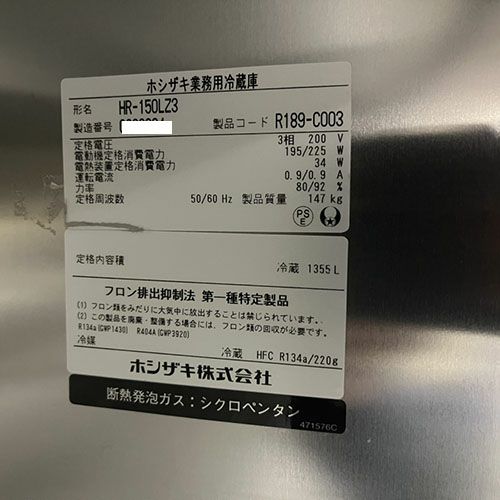 ホシザキ業務用冷蔵庫
形名 HR-150LZ3
製造番号 製品コード R189-C003
定格電圧 3相 200 V
電動機定格消費電力 195/225 W
電熱装置定格消費電力 34 W
運転電流 0.9/0.9 A
力率 80/92 %
定格周波数 50/60 Hz 製品質量 147 kg
PS E
定格内容積 冷蔵 1355 L
フロン排出抑制法 第一種特定製品
(1) フロン類をみだりに大気中に放出することは禁じられています。
(2) この製品を廃棄・整備する場合には、フロン類の回収が必要です。
R134a(GWP1430) R404A(GWP3920)
冷媒 冷蔵 HFC R134a/220g
ホシザキ株式会社
断熱発泡ガス：シクロペンタン
471576C